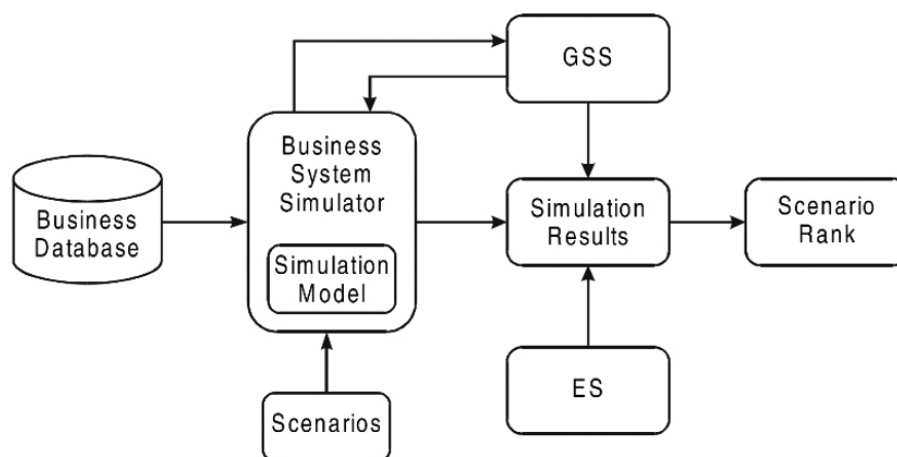 GSS
Business
System
Simulator
Business
Database
Simulation
Results
Scenario
Rank
Simulation
Model
Scenarios
ES